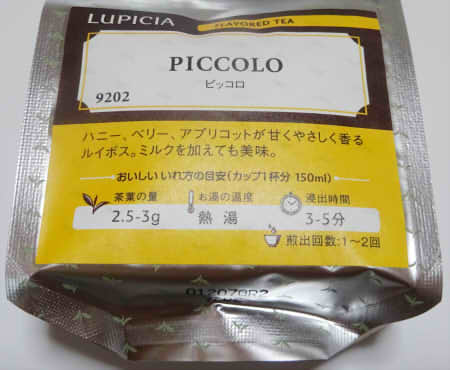 LUPICIA
FLAVORED TEA
PICCOLO
ピッコロ
9202
ハニー、ベリー、アプリコットが甘くやさしく香る
ルイボス。ミルクを加えても美味。
おいしいいれ方の目安(カップ1杯分 150ml)
茶葉の量 お湯の温度 浸出時間
2.5-3g 熱湯 3-5分
煎出回数:1〜2回